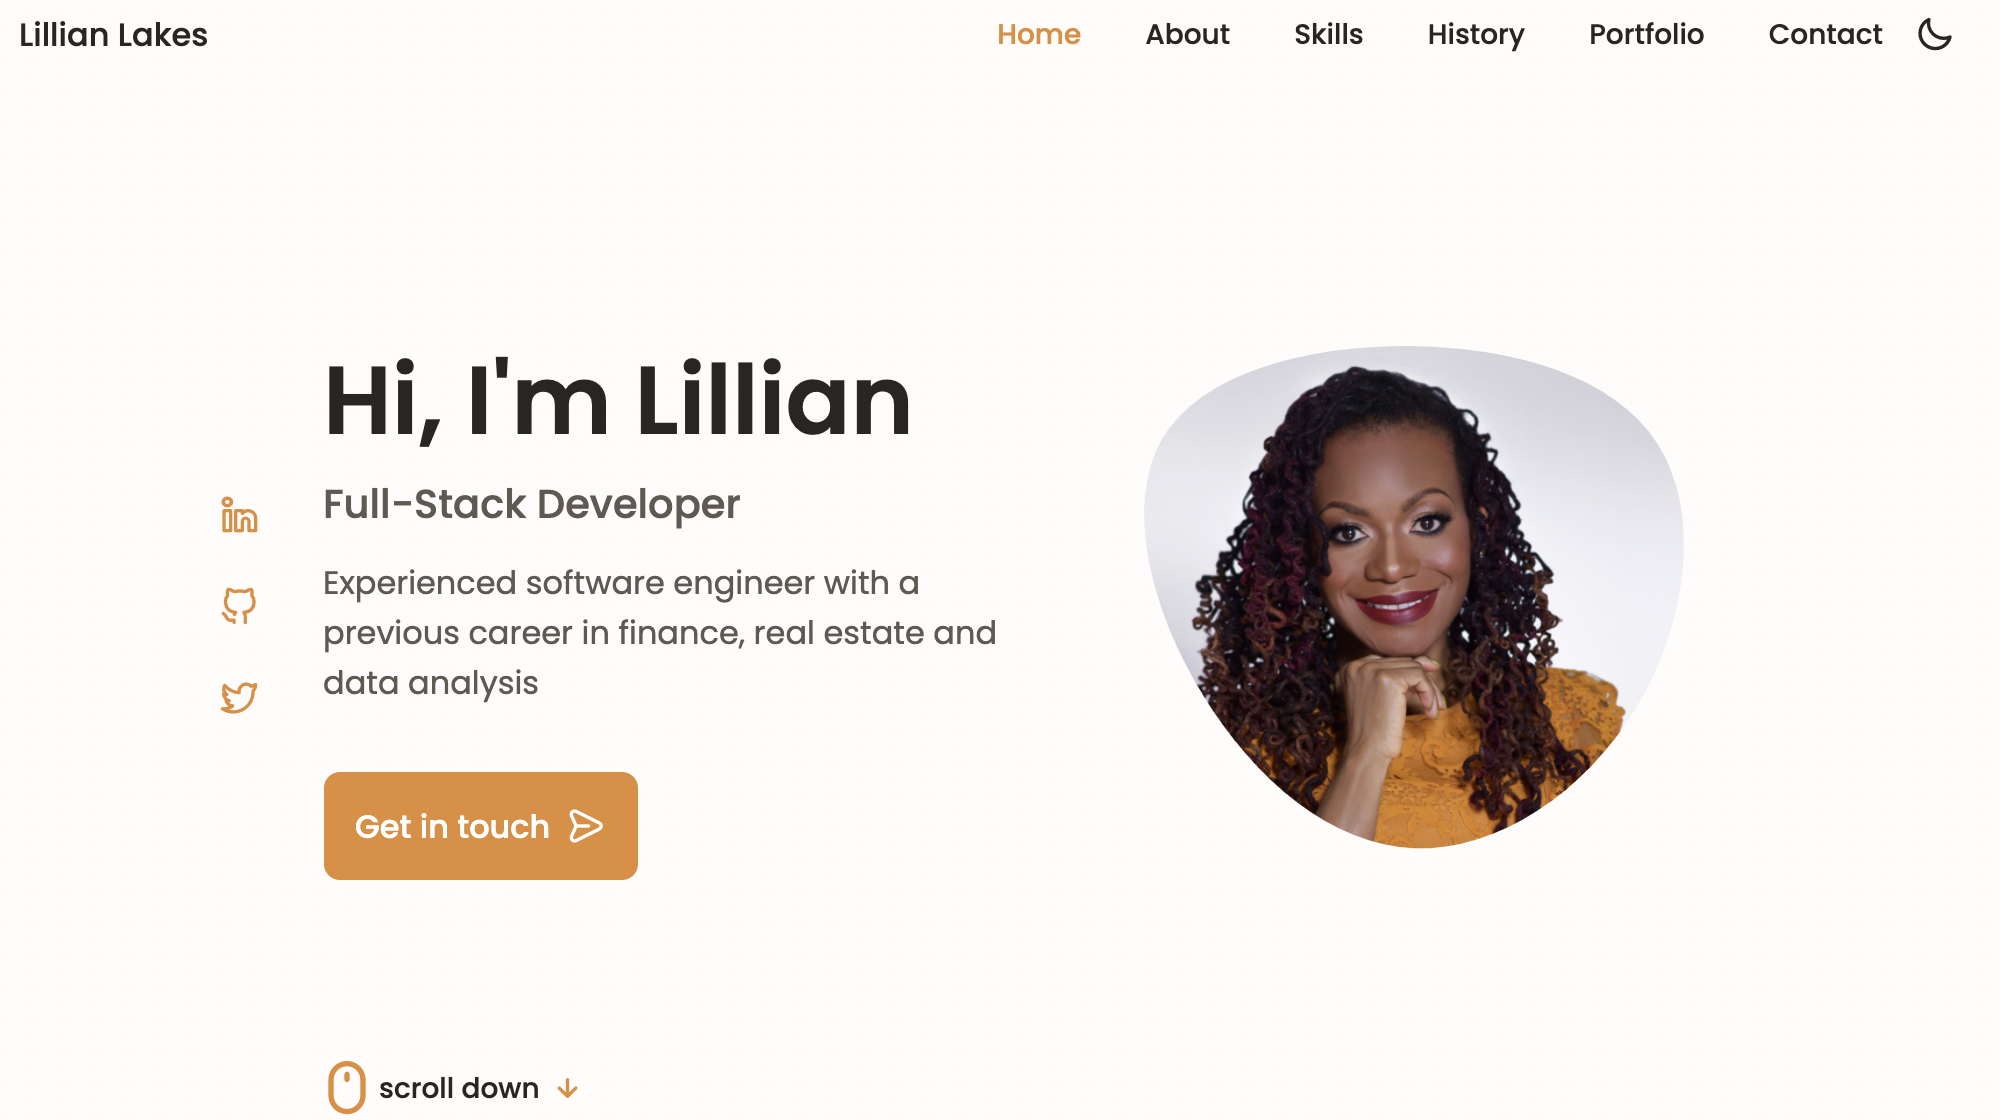 Lillian Lakes
Home About Skills History Portfolio Contact
Hi, I'm Lillian
Full-Stack Developer
Experienced software engineer with a
previous career in finance, real estate and
data analysis
Get in touch
scroll down